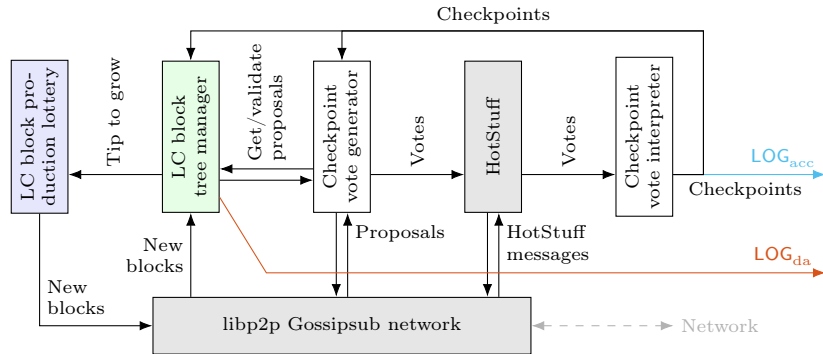 Checkpoints
LC block pro-
duction lottery
Tip to grow
LC block
tree manager
Get/validate
proposals
Checkpoint
vote generator
Votes
HotStuff
Votes
Checkpoint
vote interpreter
LOGacc
Checkpoints
New
blocks
New
blocks
Proposals
HotStuff
messages
LOGda
libp2p Gossipsub network
Network